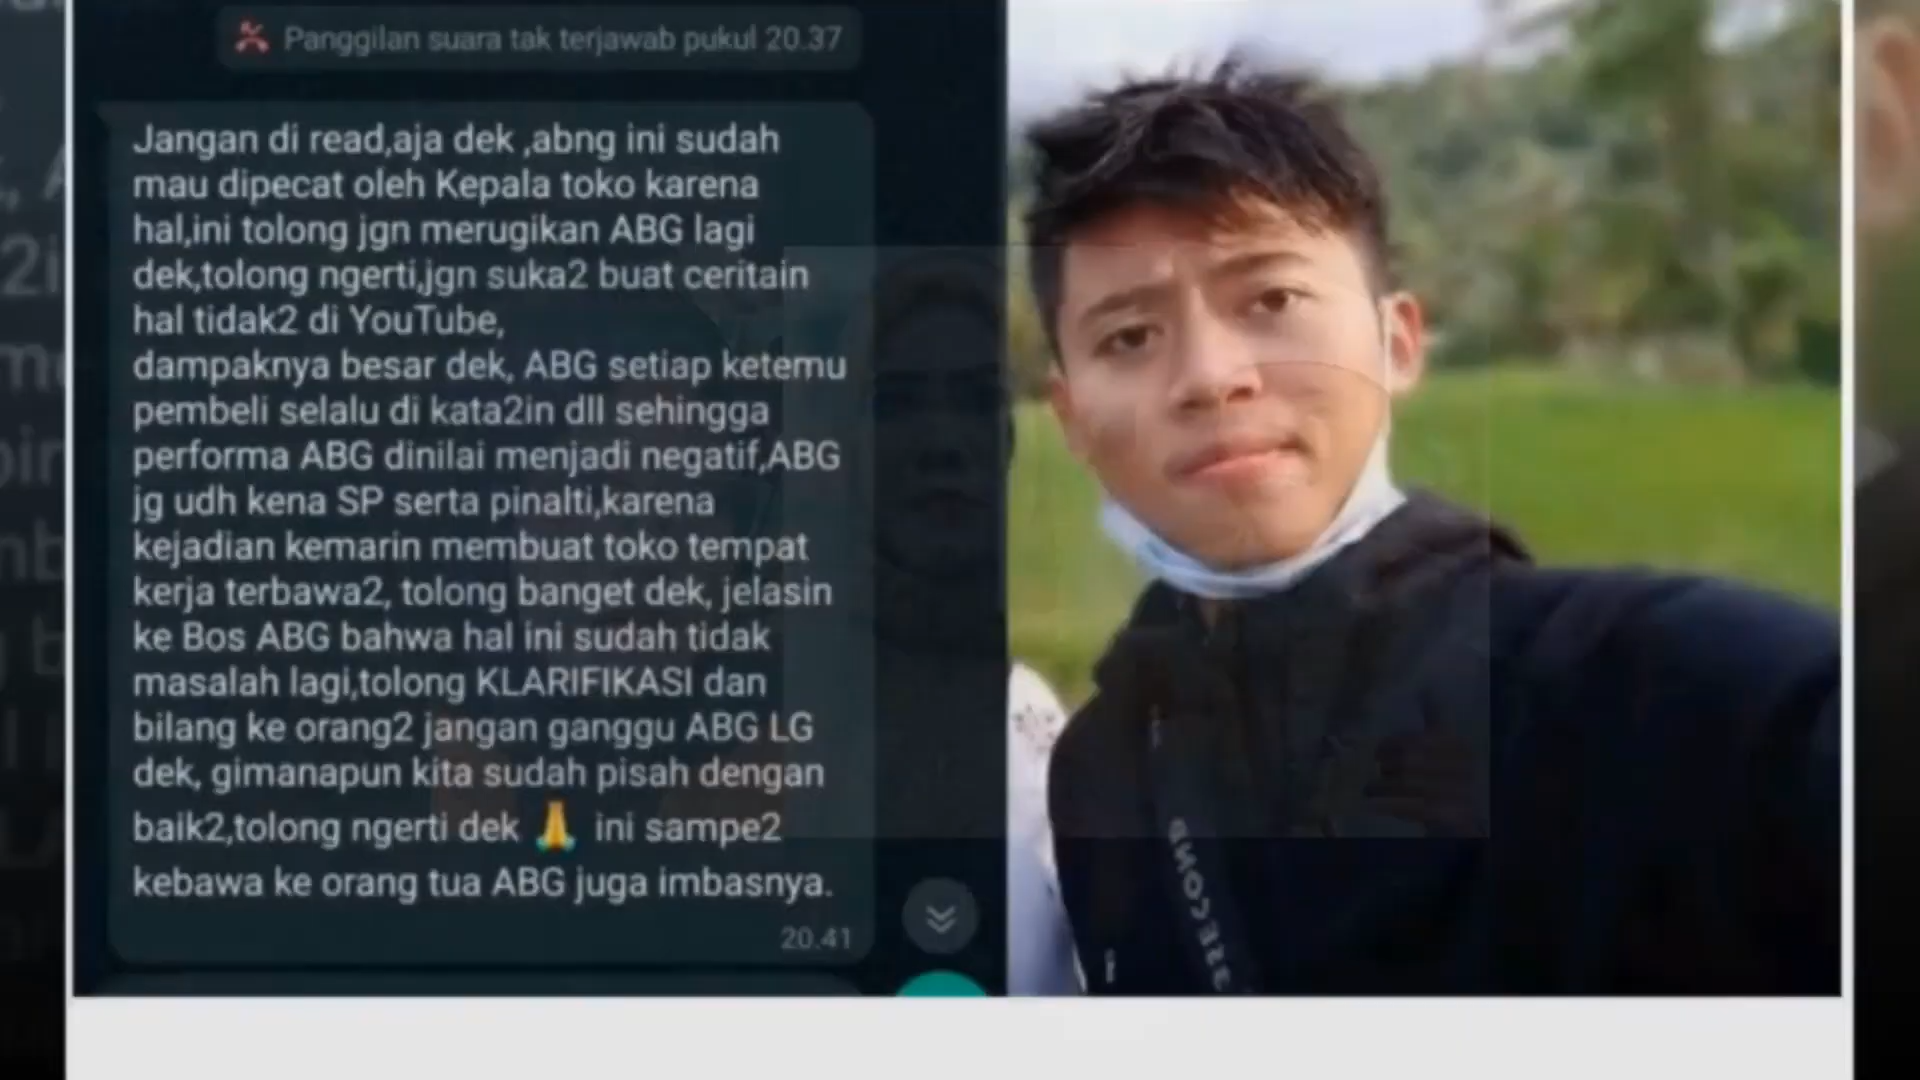 Panggilan suara tak terjawab pukul 20.37
Jangan di read,aja dek ,abng ini sudah
mau dipecat oleh Kepala toko karena
hal,ini tolong jgn merugikan ABG lagi
dek,tolong ngerti,jgn suka2 buat ceritain
hal tidak2 di YouTube,
dampaknya besar dek, ABG setiap ketemu
pembeli selalu di kata2in dll sehingga
performa ABG dinilai menjadi negatif,ABG
jg udh kena SP serta pinalti,karena
kejadian kemarin membuat toko tempat
kerja terbawa2, tolong banget dek, jelasin
ke Bos ABG bahwa hal ini sudah tidak
masalah lagi,tolong KLARIFIKASI dan
bilang ke orang2 jangan ganggu ABG LG
dek, gimanapun kita sudah pisah dengan
baik2,tolong ngerti dek 🙏 ini sampe2
kebawa ke orang tua ABG juga imbasnya.
20.41
3SECOND